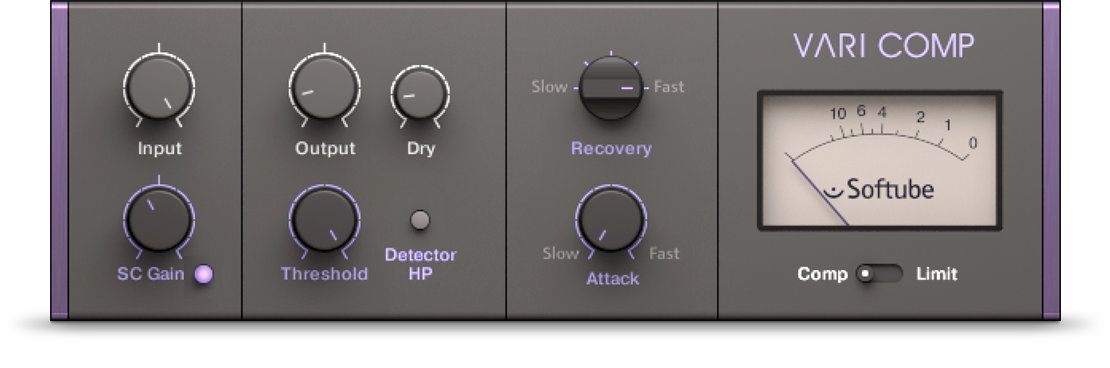 VARI COMP
Input
Output
Dry
Slow
Fast
Recovery
10 6 4 2 1 0
Softube
SC Gain
Threshold
Detector
HP
Slow
Fast
Attack
Comp
Limit